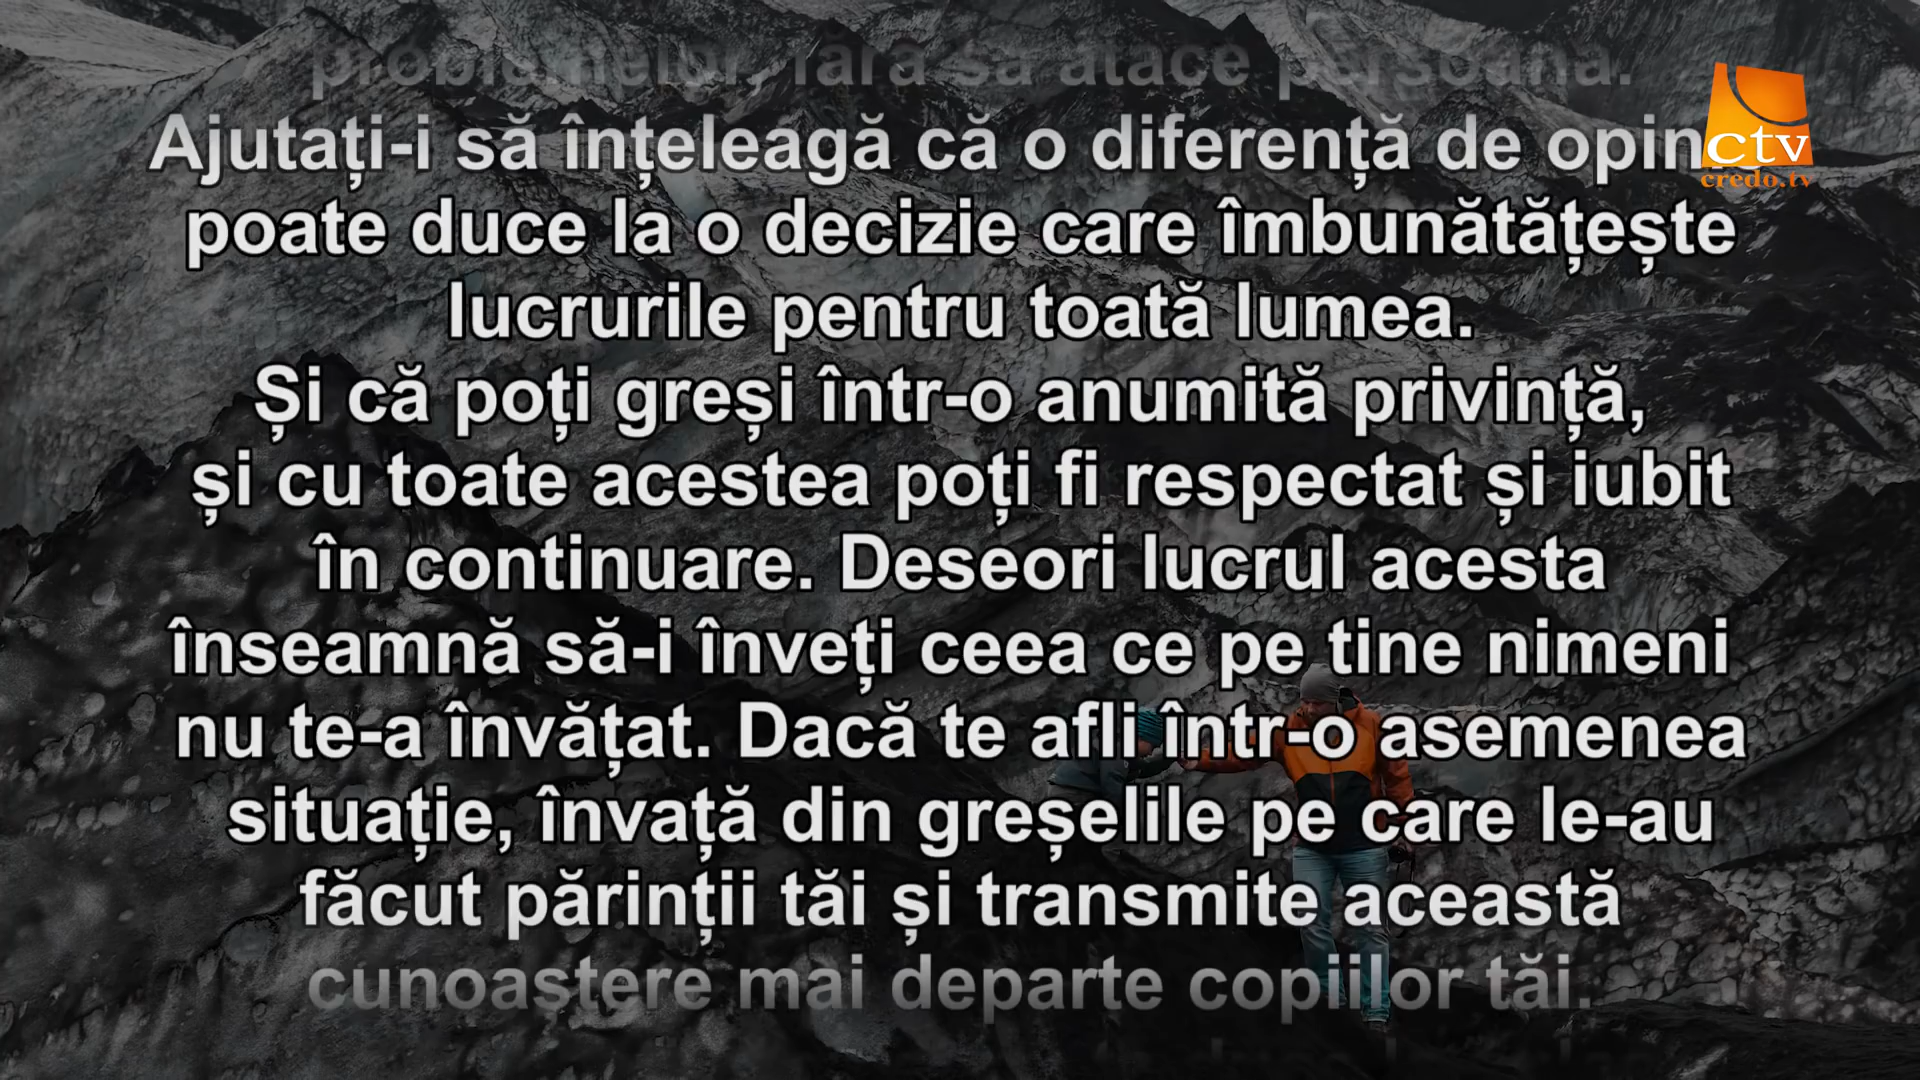 problemelor, fără să atace persoana.
Ajutați-i să înțeleagă că o diferență de
poate duce la o decizie care îmbunătățește
lucrurile pentru toată lumea.
Și că poți greși într-o anumită privință,
și cu toate acestea poți fi respectat și iubit
în continuare. Deseori lucrul acesta
înseamnă să-i înveți ceea ce pe tine nimeni
nu te-a învățat. Dacă te afli într-o asemenea
situație, învață din greșelile pe care le-au
făcut părinții tăi și transmite această
cunoaștere mai departe copiilor tăi.
ctv
credo.tv